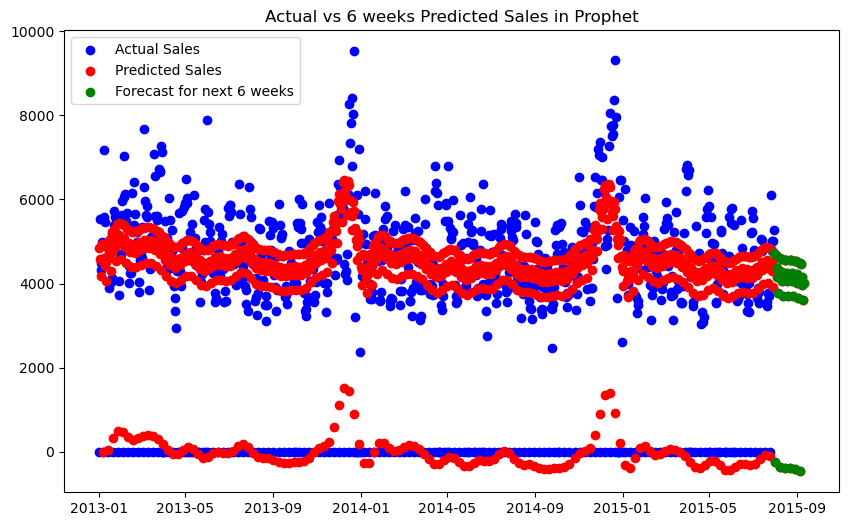 Actual vs 6 weeks Predicted Sales in Prophet
Actual Sales
Predicted Sales
Forecast for next 6 weeks
10000
8000
6000
4000
2000
0
2013-01 2013-05 2013-09 2014-01 2014-05 2014-09 2015-01 2015-05 2015-09